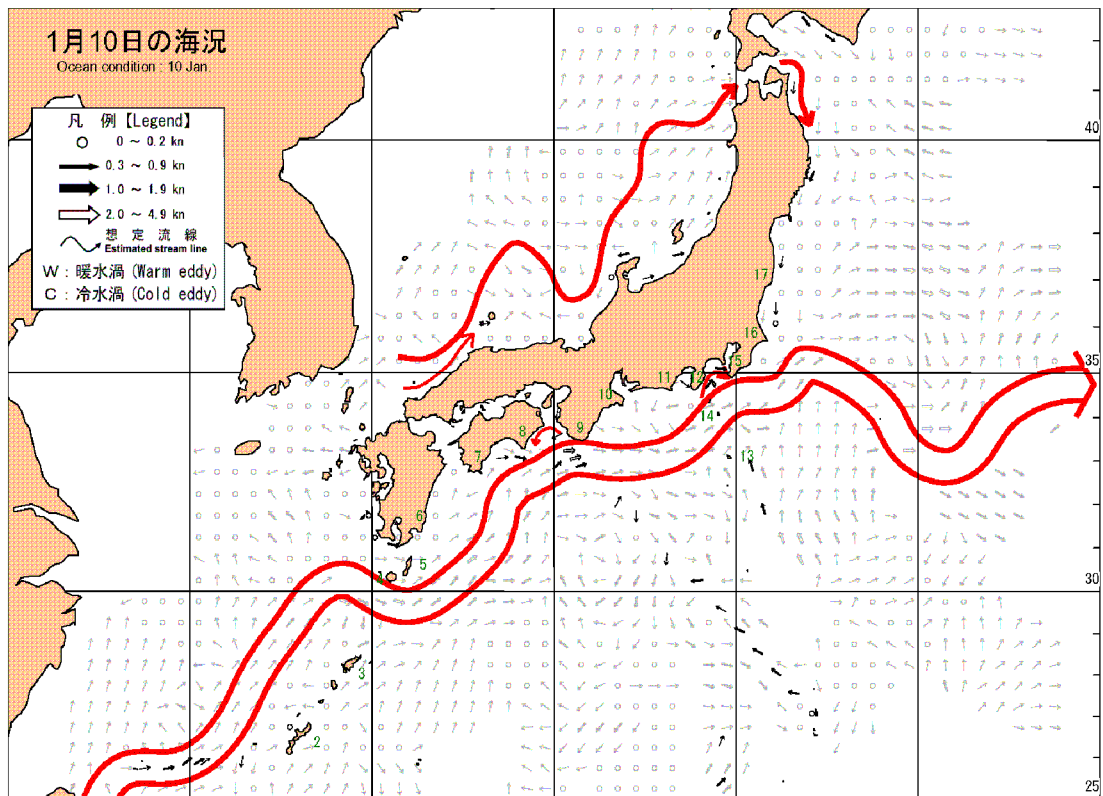 1月10日の海況
Ocean condition : 10 Jan.
凡 例【Legend】
0 ～ 0.2 kn
0.3 ～ 0.9 kn
1.0 ～ 1.9 kn
2.0 ～ 4.9 kn
想 定 流 線
Estimated stream line
W : 暖水渦 (Warm eddy)
C : 冷水渦 (Cold eddy)
40
17
16
35
15
12
11
10
14
9
8
7
13
6
5
30
3
2
25